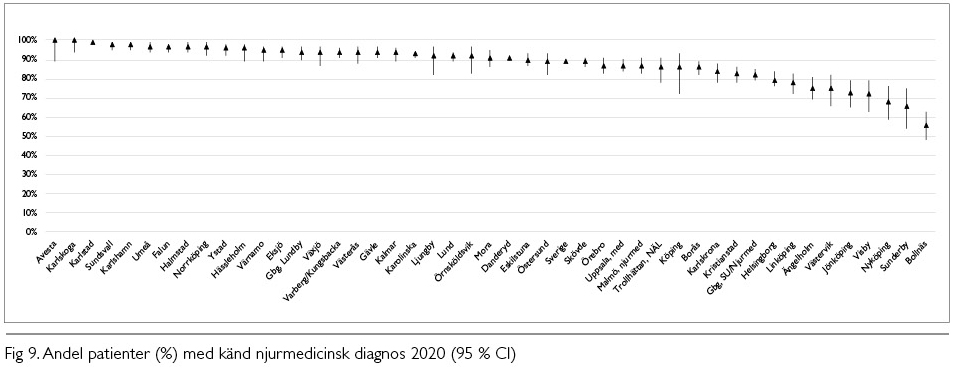 100%
90%
80%
70%
60%
50%
40%
30%
20%
10%
0%
Avesta
Karlskoga
Karlstad
Sundsvall
Karlshamn
Umeå
Falun
Halmstad
Norrköping
Ystad
Hässleholm
Värnamo
Eksjö
Gbg. Lundby
Växjö
Varberg/Kungsbacka
Västerås
Gävle
Kalmar
Karolinska
Ljungby
Lund
Örnsköldsvik
Mora
Danderyd
Eskilstuna
Östersund
Sverige
Skövde
Örebro
Uppsala, med
Malmö, njurmed
Trollhättan, NÄL
Köping
Borås
Karlskrona
Kristianstad
Gbg, SU/Njurmed
Helsingborg
Linköping
Ängelholm
Västervik
Jönköping
Visby
Nyköping
Sunderby
Bollnäs
Fig 9. Andel patienter (%) med känd njurmedicinsk diagnos 2020 (95 % CI)